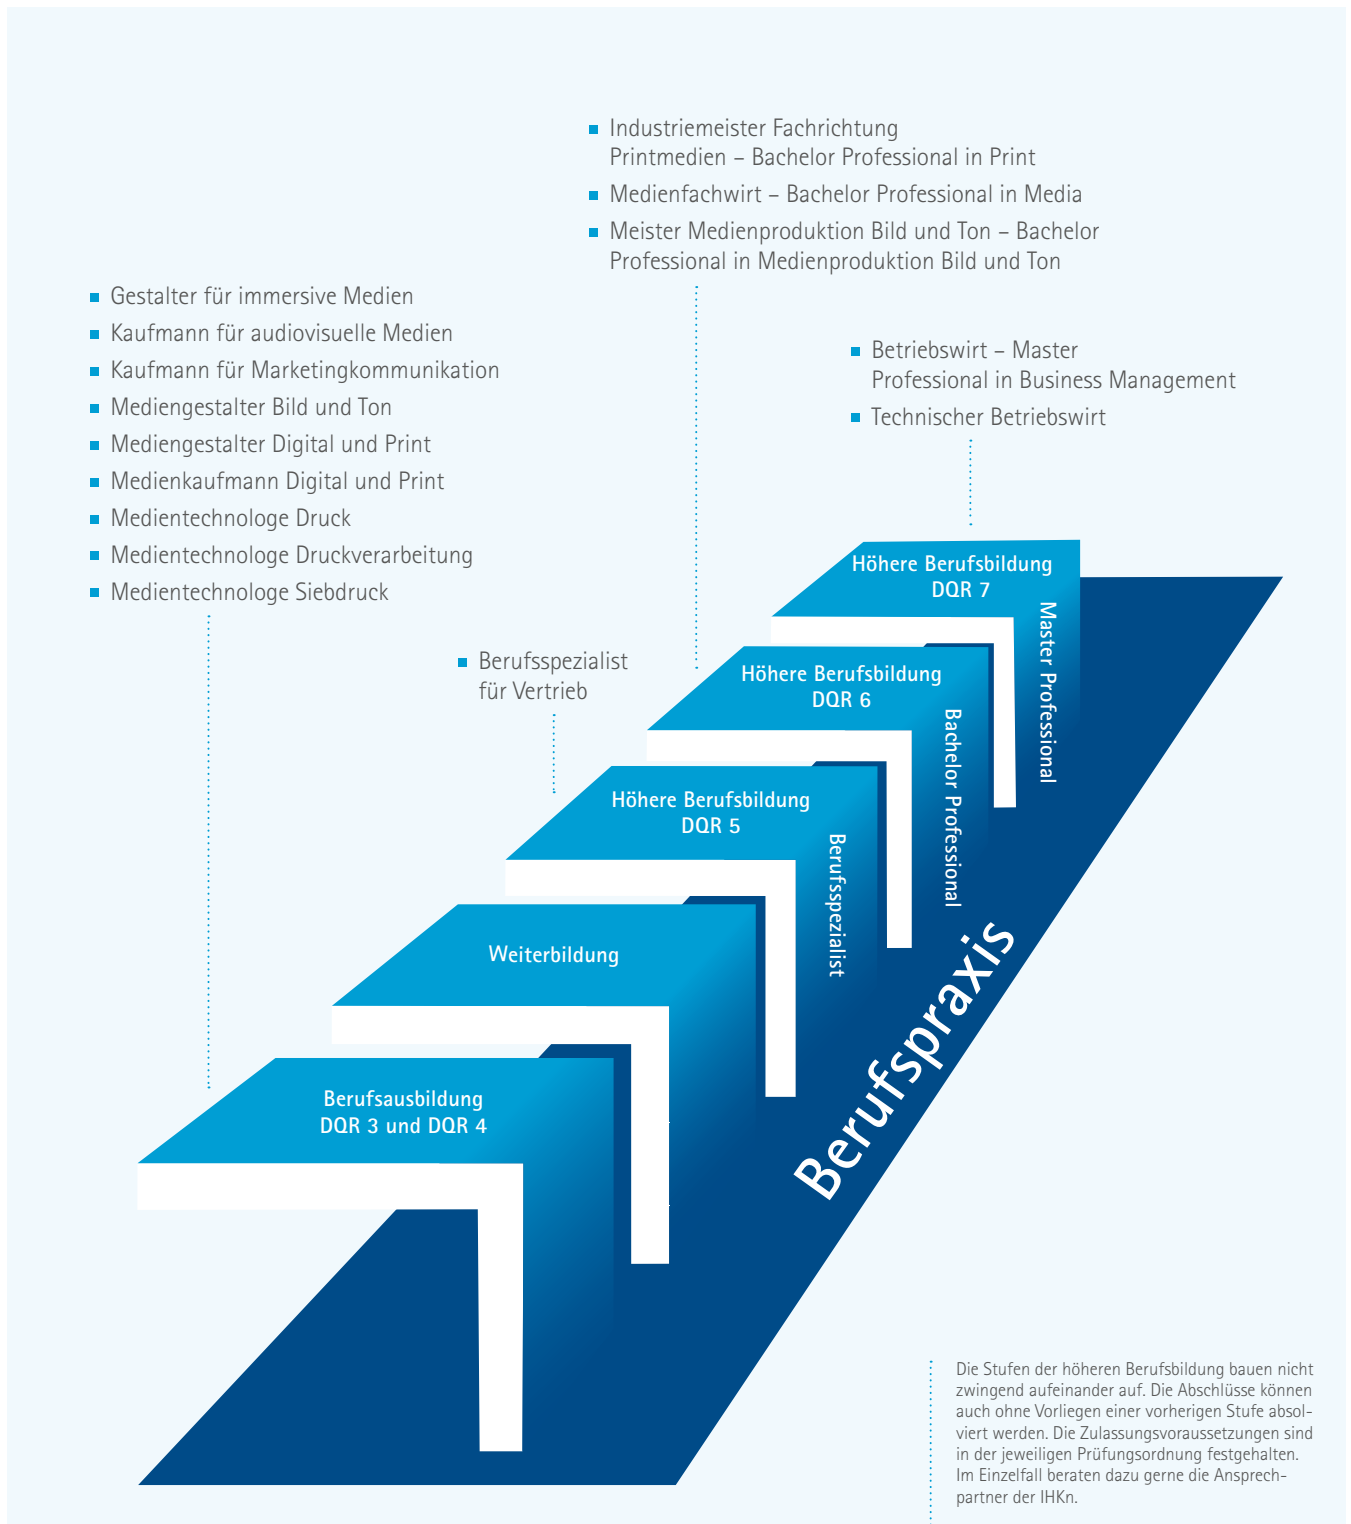 Industriemeister Fachrichtung
Printmedien – Bachelor Professional in Print
Medienfachwirt – Bachelor Professional in Media
Meister Medienproduktion Bild und Ton – Bachelor
Professional in Medienproduktion Bild und Ton
Gestalter für immersive Medien
Kaufmann für audiovisuelle Medien
Kaufmann für Marketingkommunikation
Mediengestalter Bild und Ton
Mediengestalter Digital und Print
Medienkaufmann Digital und Print
Medientechnologe Druck
Medientechnologe Druckverarbeitung
Medientechnologe Siebdruck
Betriebswirt – Master
Professional in Business Management
Technischer Betriebswirt
Berufsspezialist
für Vertrieb
Höhere Berufsbildung
DQR 7
Master Professional
Höhere Berufsbildung
DQR 6
Bachelor Professional
Höhere Berufsbildung
DQR 5
Berufsspezialist
Weiterbildung
Berufsausbildung
DQR 3 und DQR 4
Berufspraxis
Die Stufen der höheren Berufsbildung bauen nicht
zwingend aufeinander auf. Die Abschlüsse können
auch ohne Vorliegen einer vorherigen Stufe absol-
viert werden. Die Zulassungsvoraussetzungen sind
in der jeweiligen Prüfungsordnung festgehalten.
Im Einzelfall beraten dazu gerne die Ansprech-
partner der IHKn.